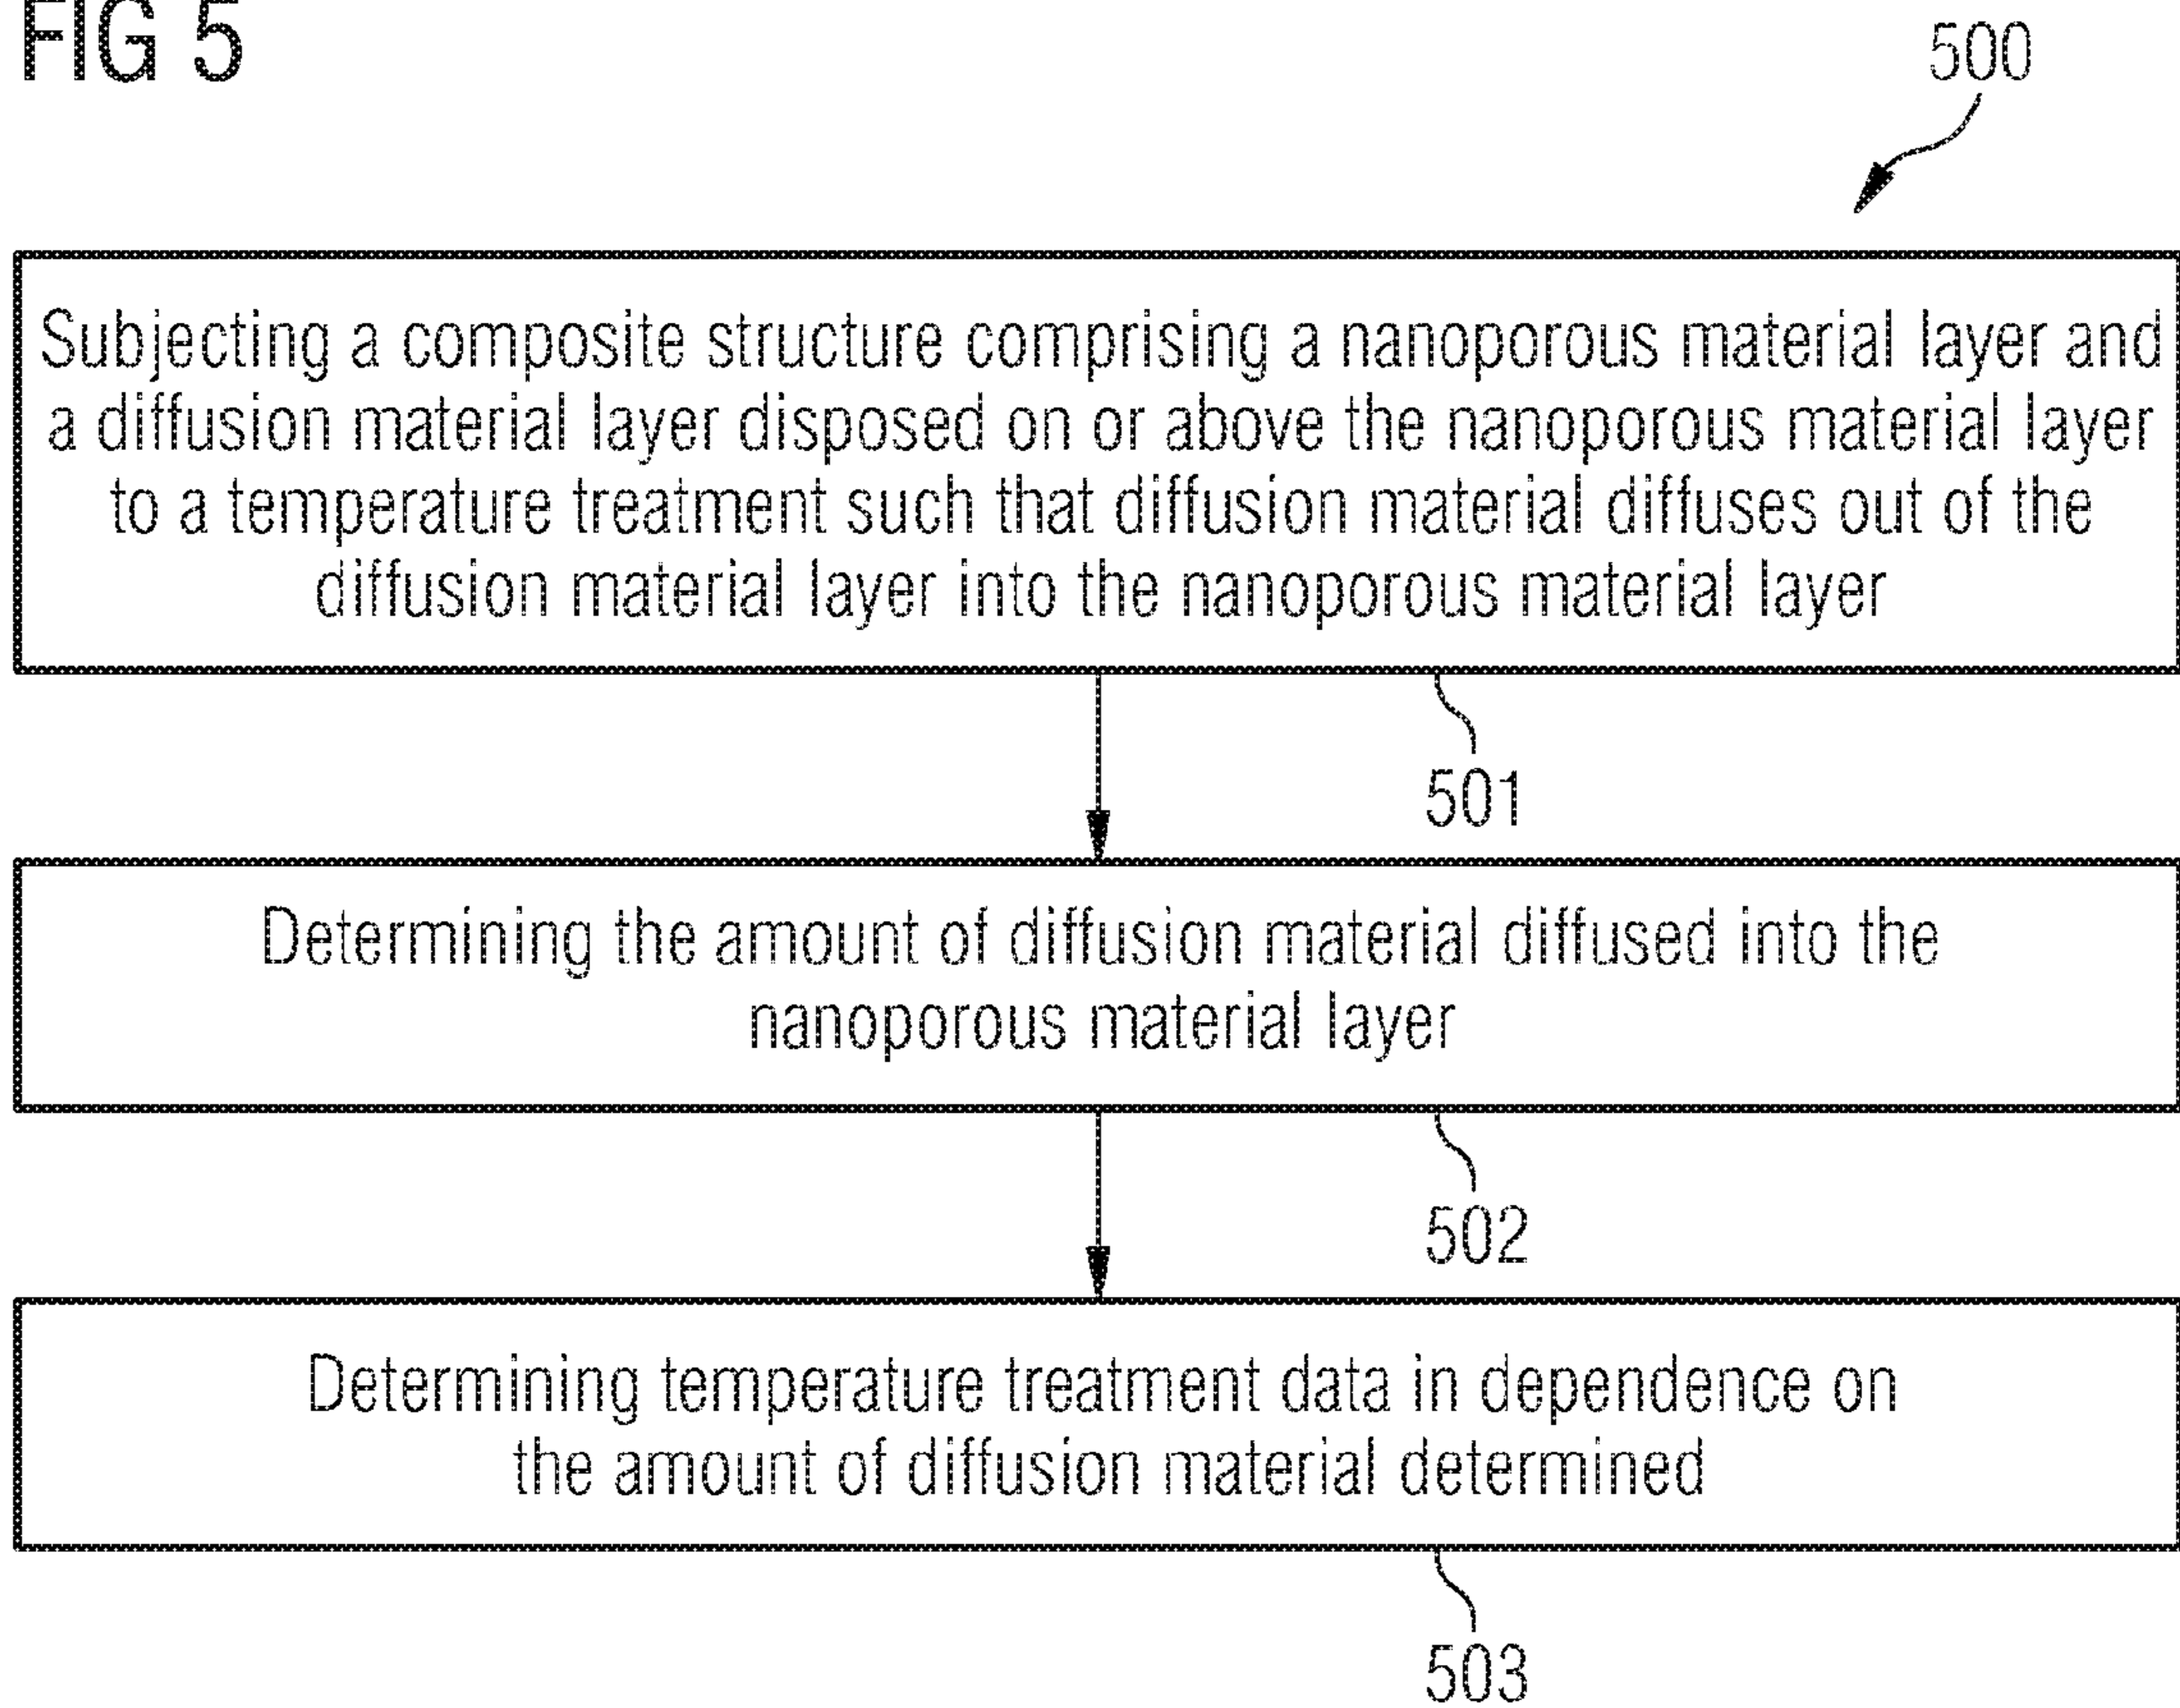 FIG 5
500
Subjecting a composite structure comprising a nanoporous material layer and
a diffusion material layer disposed on or above the nanoporous material layer
to a temperature treatment such that diffusion material diffuses out of the
diffusion material layer into the nanoporous material layer
501
Determining the amount of diffusion material diffused into the
nanoporous material layer
502
Determining temperature treatment data in dependence on
the amount of diffusion material determined
503